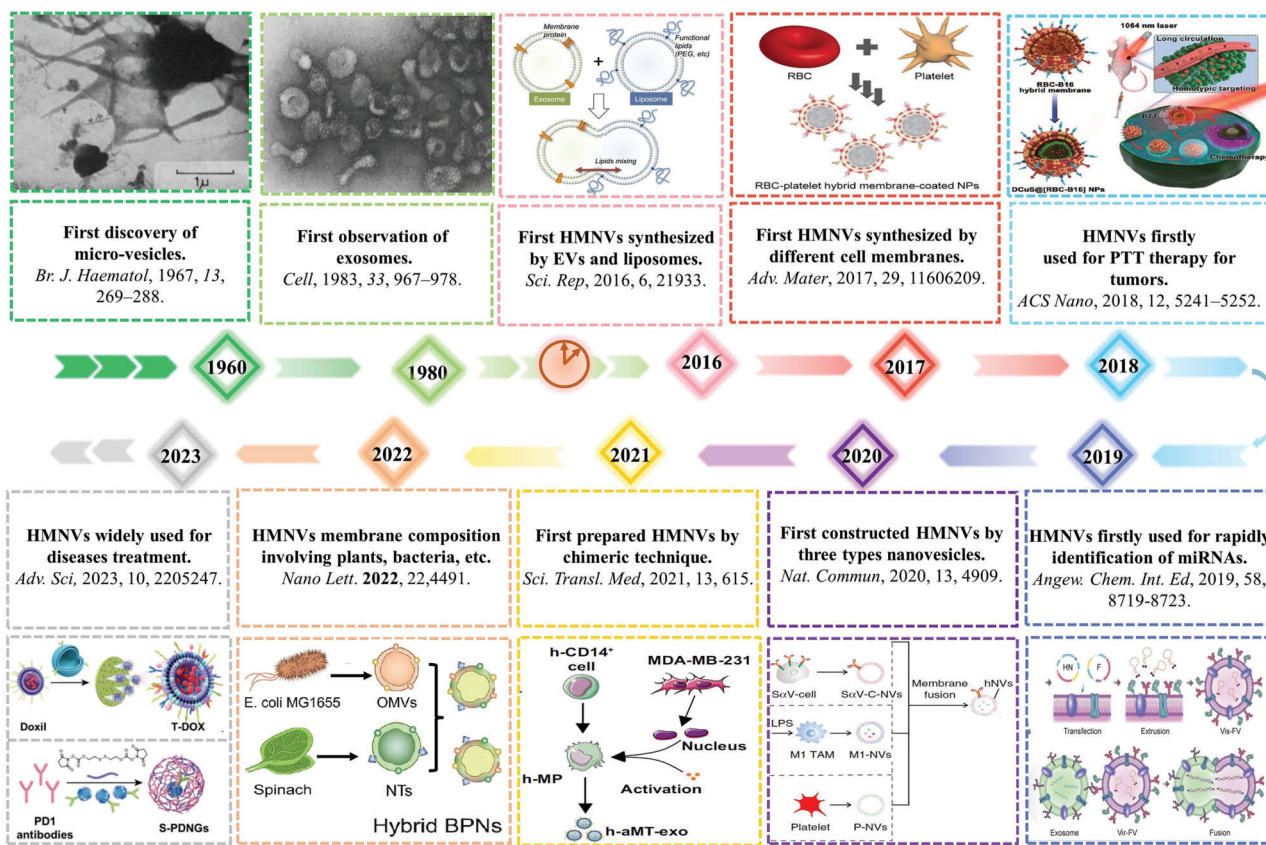 1μ
Membrane
protein
Functional
lipids
(PEG, etc)
Exosome
Liposome
Lipids mixing
RBC
Platelet
RBC-platelet hybrid membrane-coated NPs
1064 nm laser
Long circulation
RBC-B16
hybrid membrane
Homotypic targeting
PTT
Chemotherapy
DCuS@[RBC-B16] NPs
First discovery of
micro-vesicles.
Br. J. Haematol, 1967, 13,
269–288.
First observation of
exosomes.
Cell, 1983, 33, 967–978.
First HMNVs synthesized
by EVs and liposomes.
Sci. Rep, 2016, 6, 21933.
First HMNVs synthesized by
different cell membranes.
Adv. Mater, 2017, 29, 11606209.
HMNVs firstly
used for PTT therapy for
tumors.
ACS Nano, 2018, 12, 5241–5252.
1960
1980
2016
2017
2018
2023
2022
2021
2020
2019
HMNVs widely used for
diseases treatment.
Adv. Sci, 2023, 10, 2205247.
HMNVs membrane composition
involving plants, bacteria, etc.
Nano Lett. 2022, 22,4491.
First prepared HMNVs by
chimeric technique.
Sci. Transl. Med, 2021, 13, 615.
First constructed HMNVs by
three types nanovesicles.
Nat. Commun, 2020, 13, 4909.
HMNVs firstly used for rapidly
identification of miRNAs.
Angew. Chem. Int. Ed, 2019, 58,
8719-8723.
Doxil
T-DOX
PD1
antibodies
S-PDNGs
E. coli MG1655
OMVs
Spinach
NTs
Hybrid BPNs
h-CD14+
cell
MDA-MB-231
Nucleus
h-MP
Activation
h-aMT-exo
SαV-cell
SαV-C-NVs
Membrane
fusion
hNVs
LPS
M1 TAM
M1-NVs
Platelet
P-NVs
HN
F
s
Transfection
Extrusion
Vis-FV
Exosome
Vir-FV
Fusion